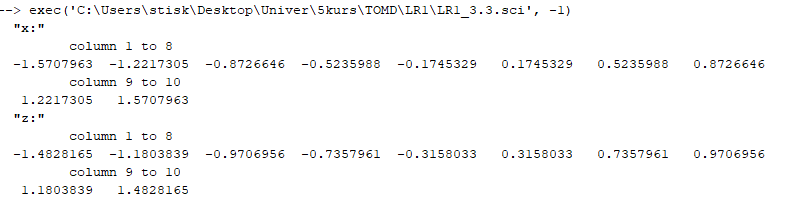 --> exec('C:\Users\stisk\Desktop\Univer\5kurs\TOMD\LR1\LR1_3.3.sci', -1)
"x:"
column 1 to 8
-1.5707963 -1.2217305 -0.8726646 -0.5235988 -0.1745329 0.1745329 0.5235988 0.8726646
column 9 to 10
1.2217305 1.5707963
"z:"
column 1 to 8
-1.4828165 -1.1803839 -0.9706956 -0.7357961 -0.3158033 0.3158033 0.7357961 0.9706956
column 9 to 10
1.1803839 1.4828165